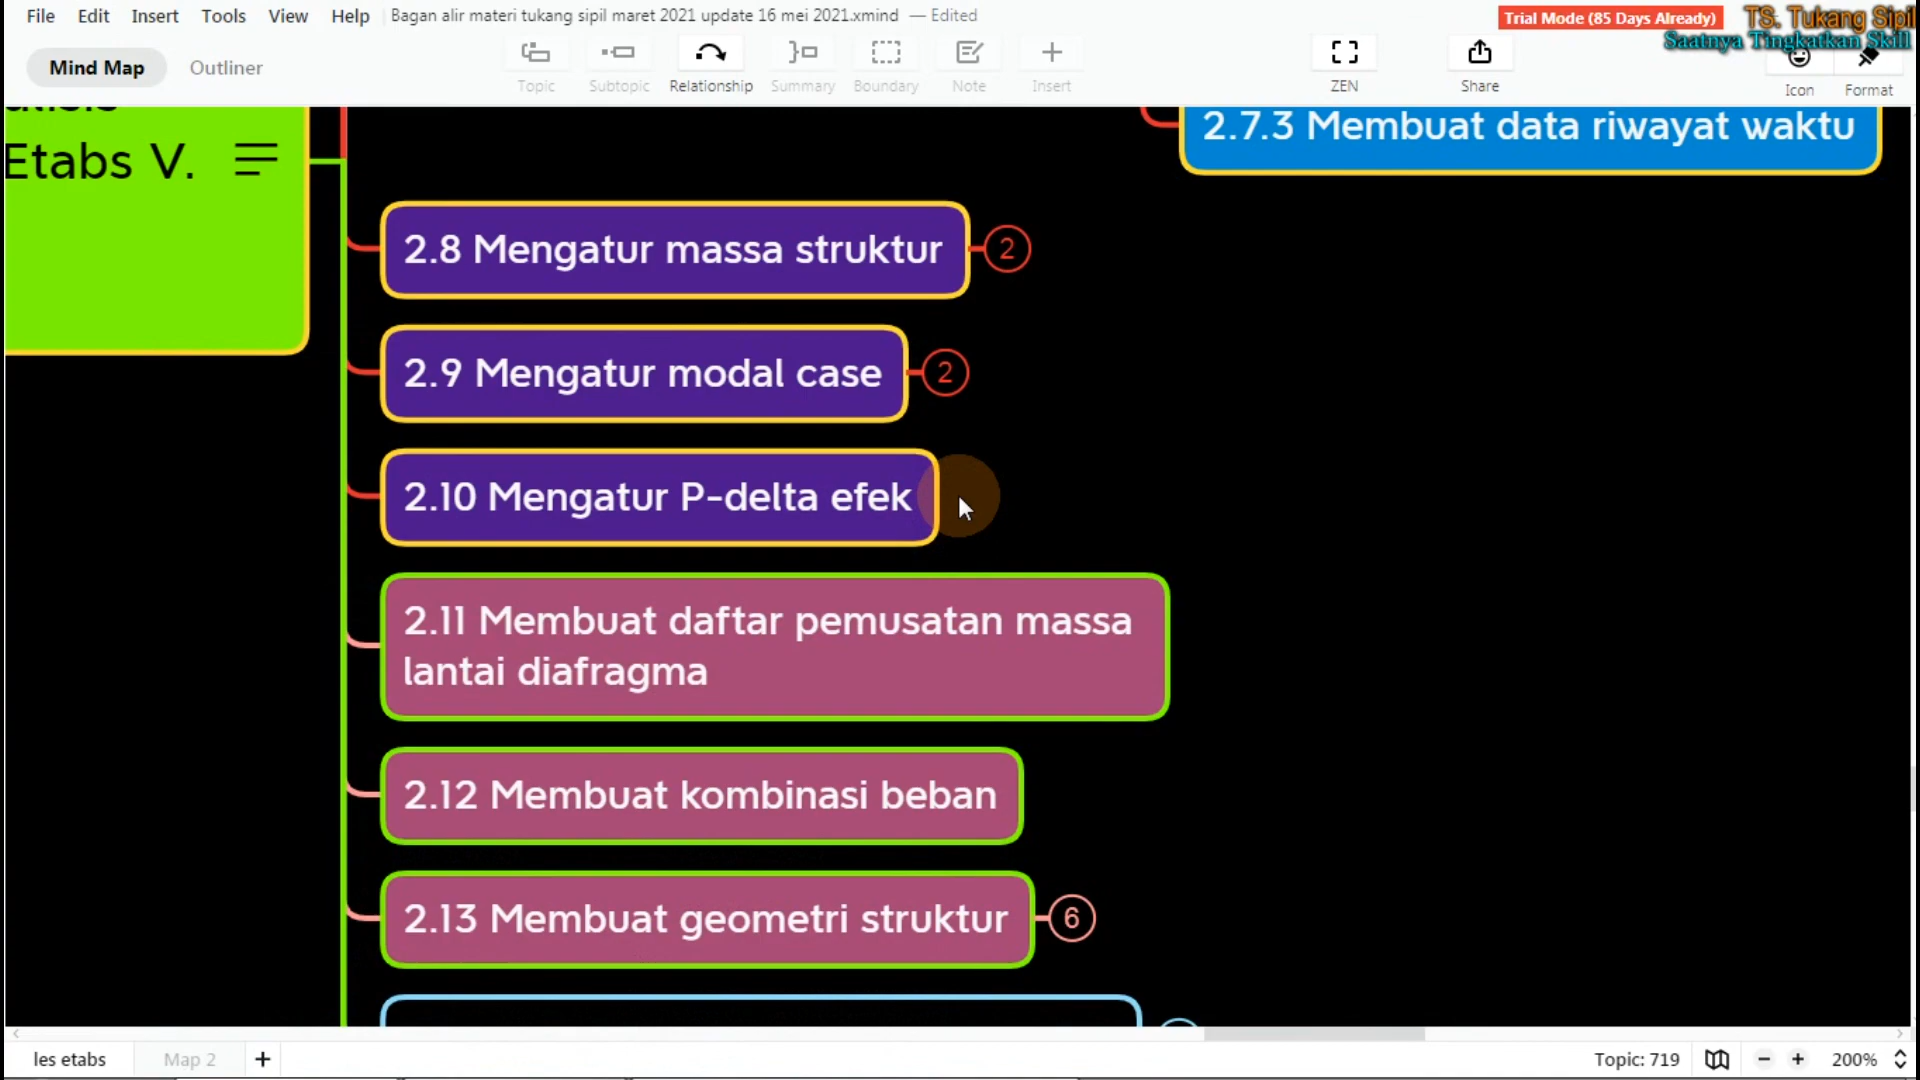 File Edit Insert Tools View Help Bagan alir materi tukang sipil maret 2021 update 16 mei 2021.xmind — Edited
Trial Mode (85 Days Already)
TS. Tukang Sipil
Saatnya Tingkatkan Skill
Mind Map Outliner
Topic Subtopic Relationship Summary Boundary Note Insert ZEN Share Icon Format
Etabs V.
2.7.3 Membuat data riwayat waktu
2.8 Mengatur massa struktur 2
2.9 Mengatur modal case 2
2.10 Mengatur P-delta efek
2.11 Membuat daftar pemusatan massa
lantai diafragma
2.12 Membuat kombinasi beban
2.13 Membuat geometri struktur 6
les etabs Map 2 + Topic: 719 − + 200%